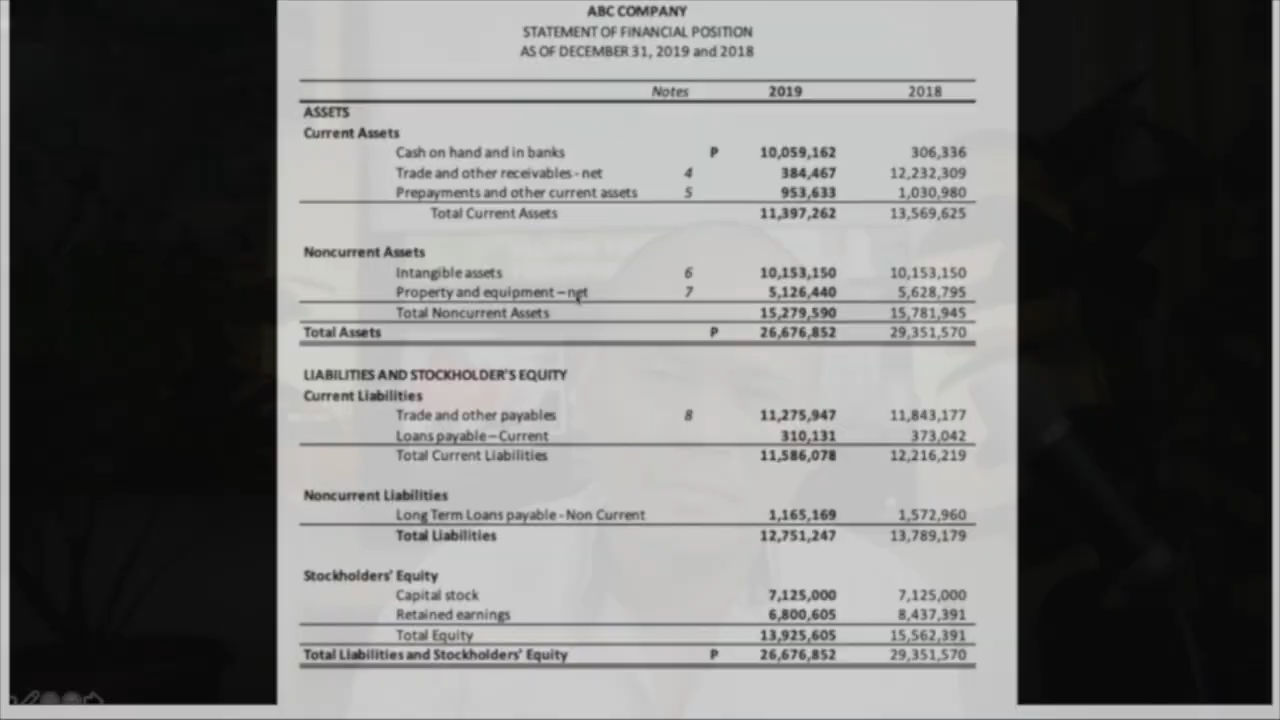 ABC COMPANY
STATEMENT OF FINANCIAL POSITION
AS OF DECEMBER 31, 2019 and 2018
Notes 2019 2018
ASSETS
Current Assets
Cash on hand and in banks P 10,059,162 306,336
Trade and other receivables - net 4 384,467 12,232,309
Prepayments and other current assets 5 953,633 1,030,980
Total Current Assets 11,397,262 13,569,625
Noncurrent Assets
Intangible assets 6 10,153,150 10,153,150
Property and equipment – net 7 5,126,440 5,628,795
Total Noncurrent Assets 15,279,590 15,781,945
Total Assets P 26,676,852 29,351,570
LIABILITIES AND STOCKHOLDER'S EQUITY
Current Liabilities
Trade and other payables 8 11,275,947 11,843,177
Loans payable – Current 310,131 373,042
Total Current Liabilities 11,586,078 12,216,219
Noncurrent Liabilities
Long Term Loans payable - Non Current 1,165,169 1,572,960
Total Liabilities 12,751,247 13,789,179
Stockholders' Equity
Capital stock 7,125,000 7,125,000
Retained earnings 6,800,605 8,437,391
Total Equity 13,925,605 15,562,391
Total Liabilities and Stockholders' Equity P 26,676,852 29,351,570